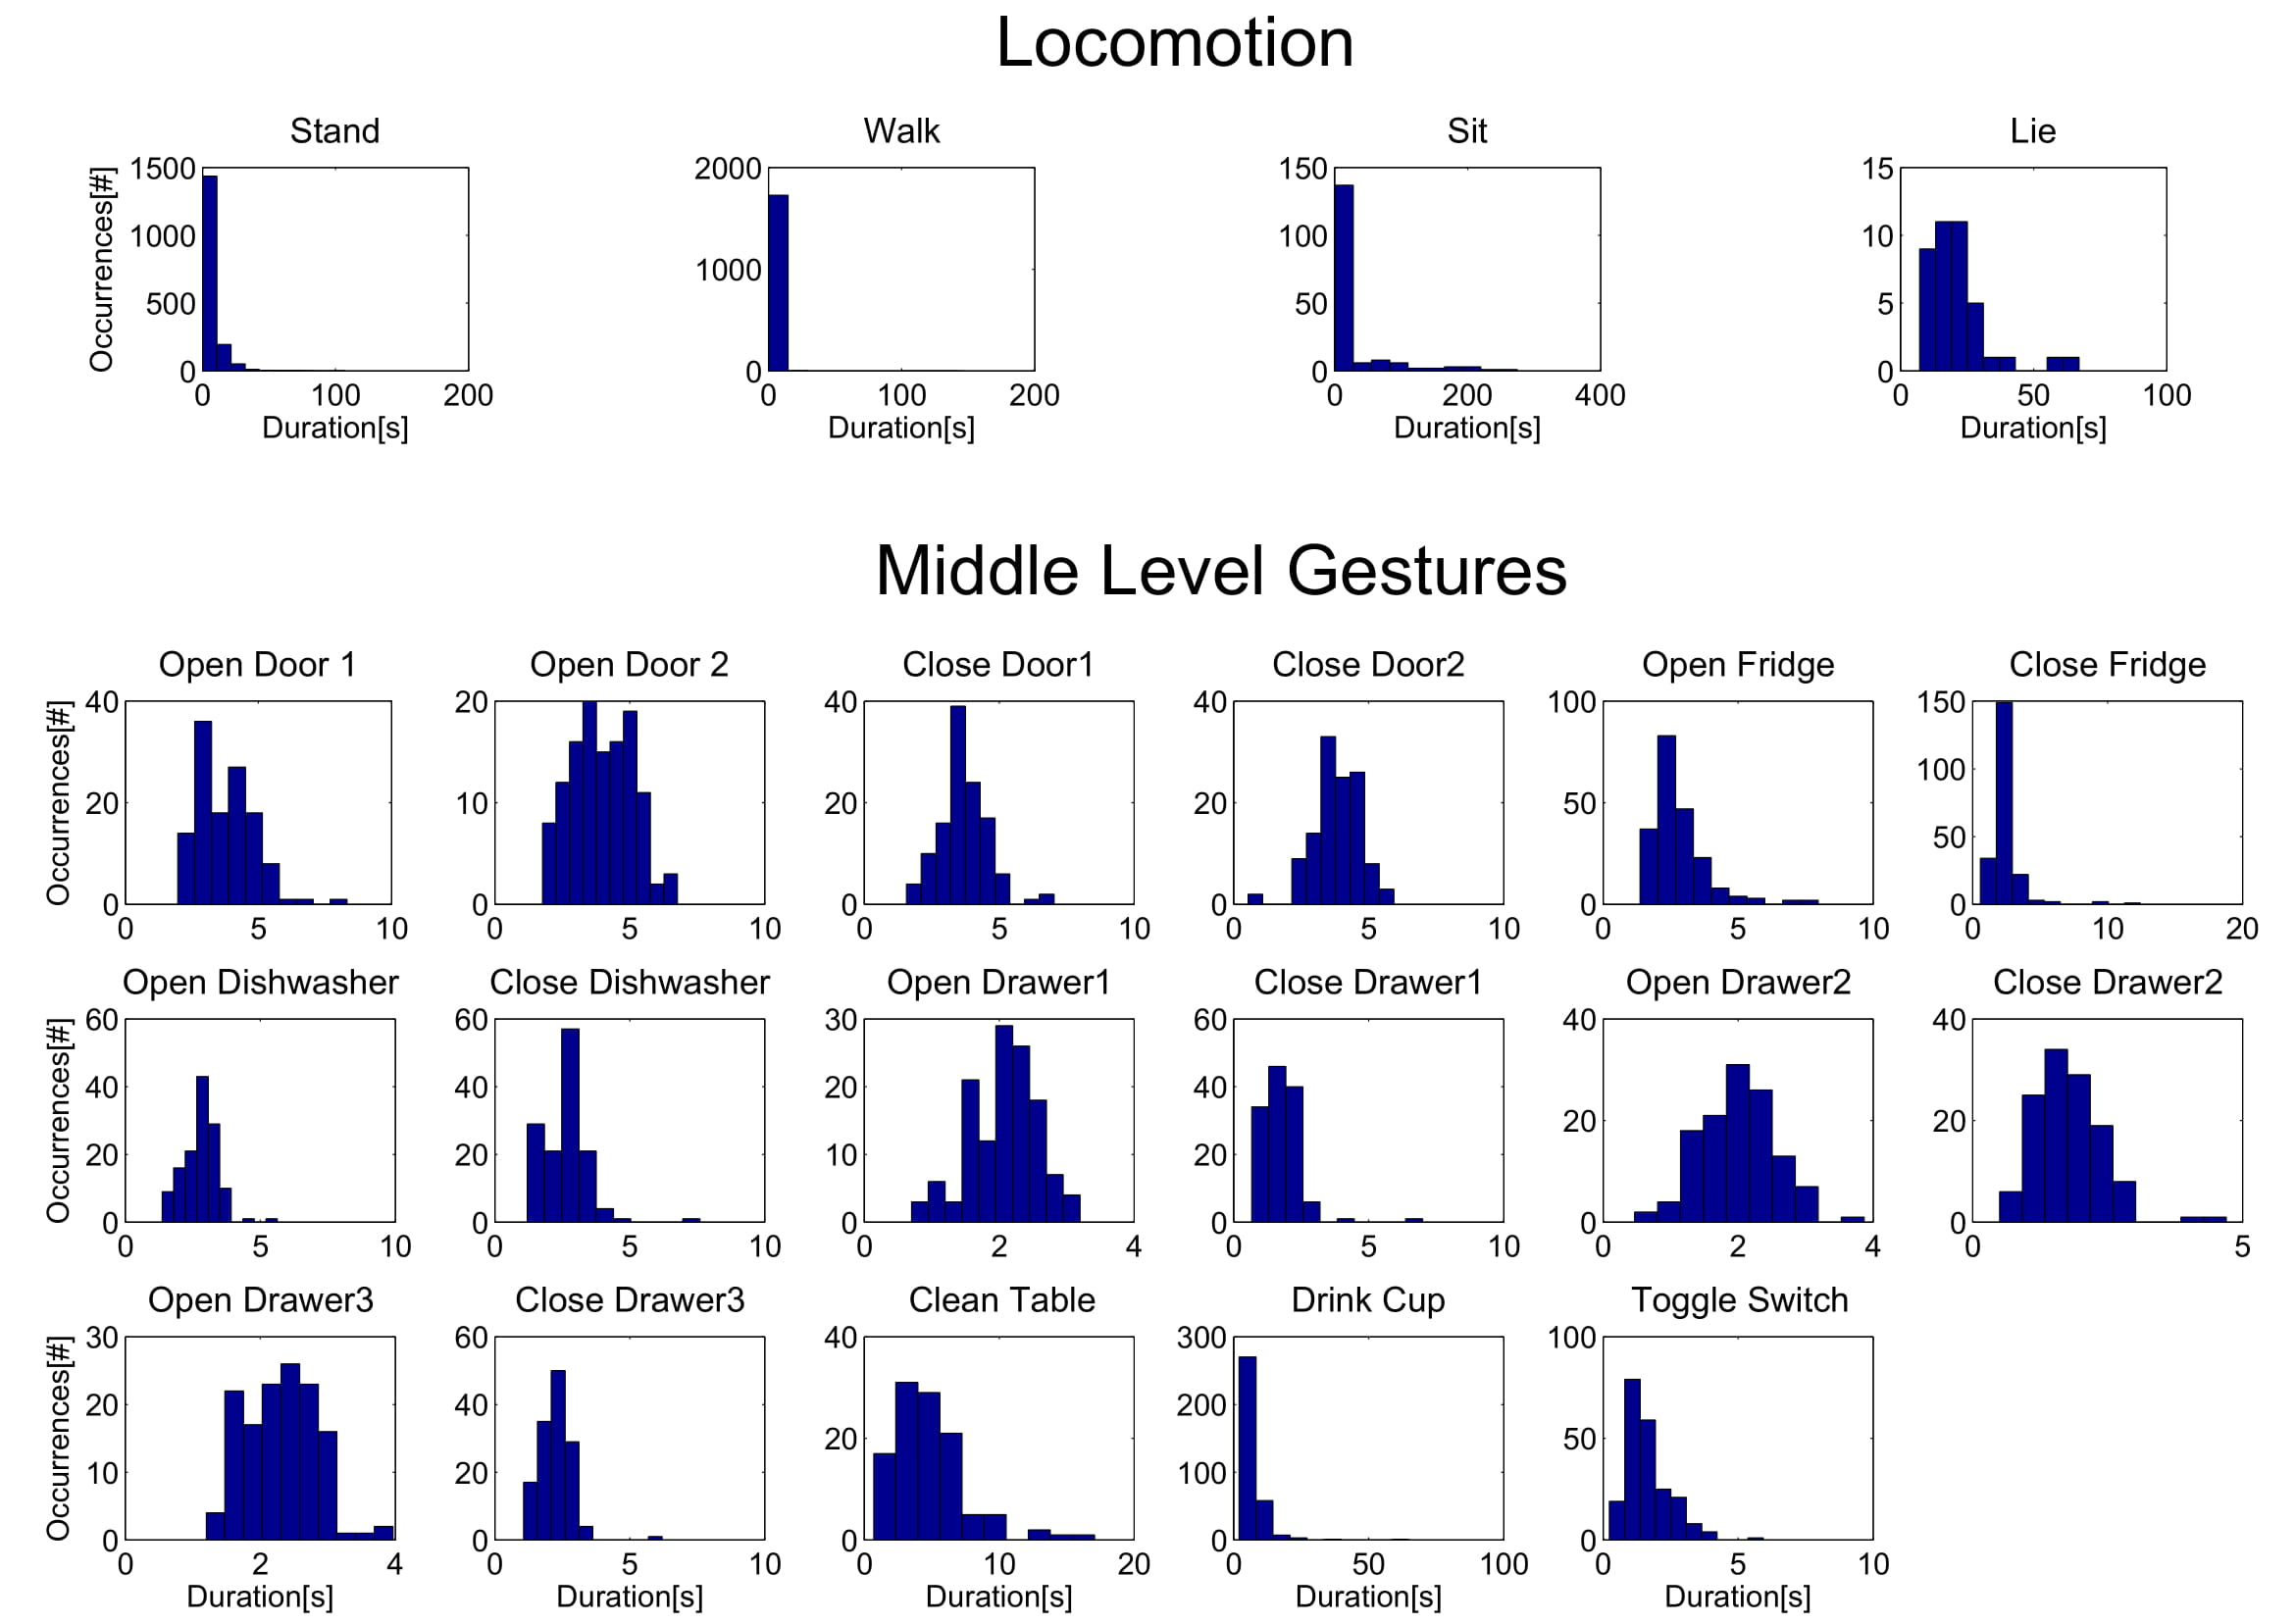 Locomotion
Stand Walk Sit Lie
Occurrences[#]
1500 2000 150 15
1000 1000 100 10
500 50 5
0 0 0 0
0 100 200 0 100 200 0 200 400 0 50 100
Duration[s] Duration[s] Duration[s] Duration[s]
Middle Level Gestures
Open Door 1 Open Door 2 Close Door1 Close Door2 Open Fridge Close Fridge
Occurrences[#]
40 20 40 40 100 150
100
20 10 20 20 50 50
0 0 0 0 0 0
0 5 10 0 5 10 0 5 10 0 5 10 0 5 10 0 10 20
Open Dishwasher Close Dishwasher Open Drawer1 Close Drawer1 Open Drawer2 Close Drawer2
Occurrences[#]
60 60 30 60 40 40
40 40 20 40 20 20
20 20 10 20
0 0 0 0 0 0
0 5 10 0 5 10 0 2 4 0 5 10 0 2 4 0 5
Open Drawer3 Close Drawer3 Clean Table Drink Cup Toggle Switch
Occurrences[#]
30 60 40 300 100
20 40 20 200 50
10 20 100
0 0 0 0 0
0 2 4 0 5 10 0 10 20 0 50 100 0 5 10
Duration[s] Duration[s] Duration[s] Duration[s] Duration[s]